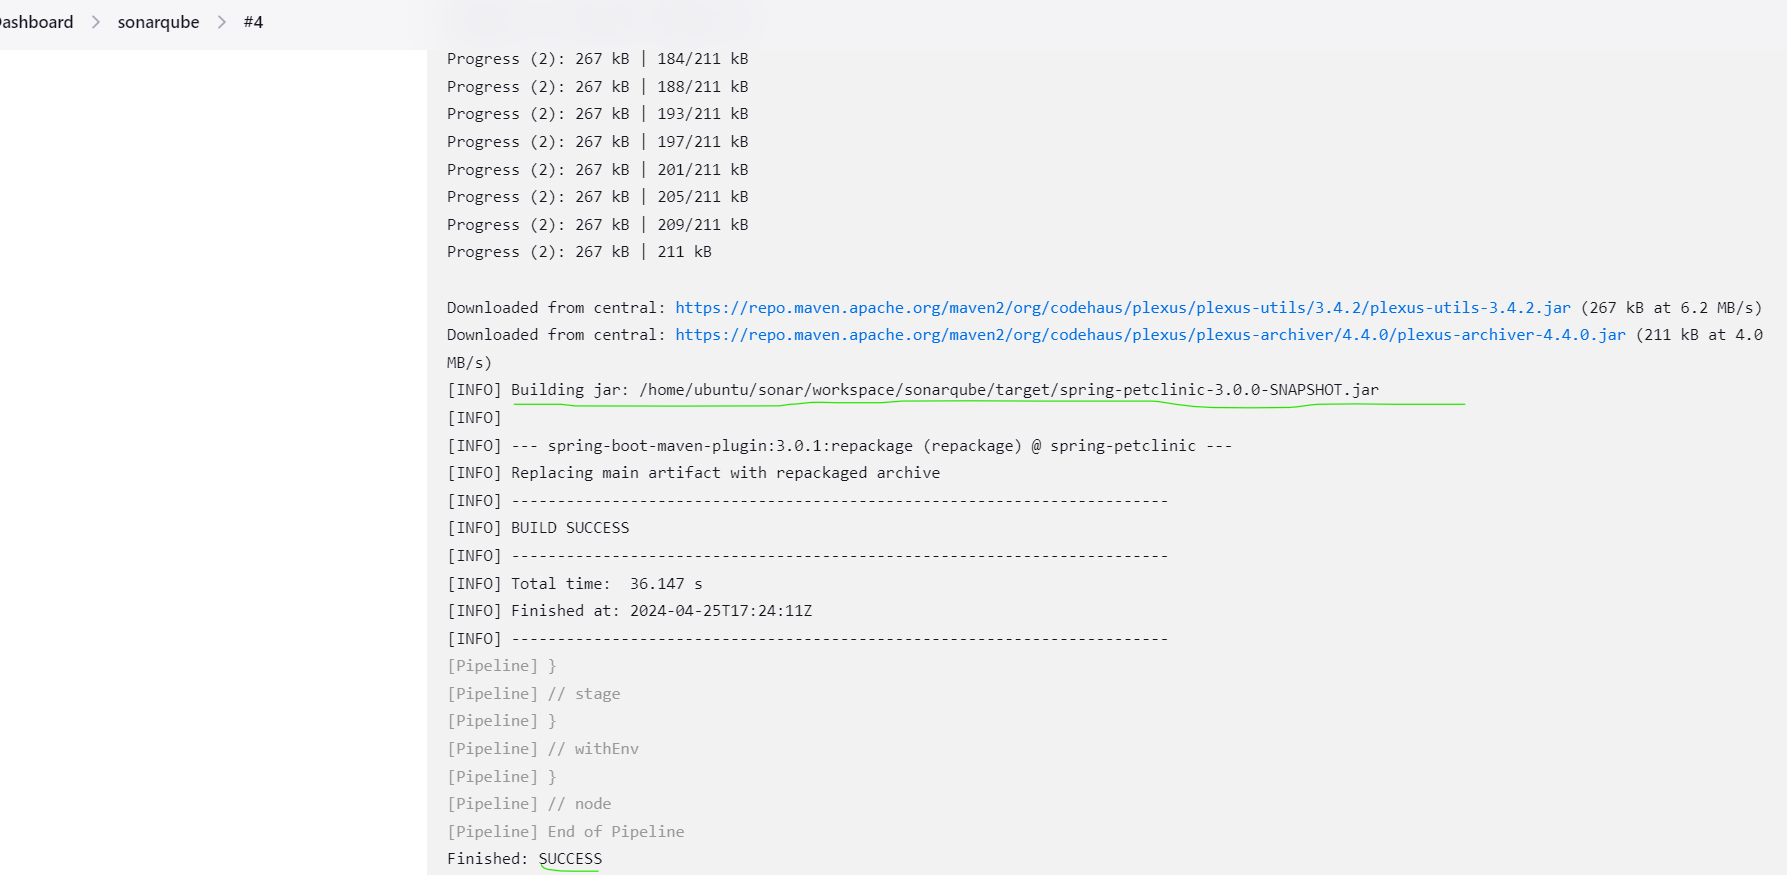 Dashboard > sonarqube > #4
Progress (2): 267 kB | 184/211 kB
Progress (2): 267 kB | 188/211 kB
Progress (2): 267 kB | 193/211 kB
Progress (2): 267 kB | 197/211 kB
Progress (2): 267 kB | 201/211 kB
Progress (2): 267 kB | 205/211 kB
Progress (2): 267 kB | 209/211 kB
Progress (2): 267 kB | 211 kB
Downloaded from central: https://repo.maven.apache.org/maven2/org/codehaus/plexus/plexus-utils/3.4.2/plexus-utils-3.4.2.jar (267 kB at 6.2 MB/s)
Downloaded from central: https://repo.maven.apache.org/maven2/org/codehaus/plexus/plexus-archiver/4.4.0/plexus-archiver-4.4.0.jar (211 kB at 4.0
MB/s)
[INFO] Building jar: /home/ubuntu/sonar/workspace/sonarqube/target/spring-petclinic-3.0.0-SNAPSHOT.jar
[INFO]
[INFO] --- spring-boot-maven-plugin:3.0.1:repackage (repackage) @ spring-petclinic ---
[INFO] Replacing main artifact with repackaged archive
[INFO] ------------------------------------------------------------------------
[INFO] BUILD SUCCESS
[INFO] ------------------------------------------------------------------------
[INFO] Total time:  36.147 s
[INFO] Finished at: 2024-04-25T17:24:11Z
[INFO] ------------------------------------------------------------------------
[Pipeline] }
[Pipeline] // stage
[Pipeline] }
[Pipeline] // withEnv
[Pipeline] }
[Pipeline] // node
[Pipeline] End of Pipeline
Finished: SUCCESS